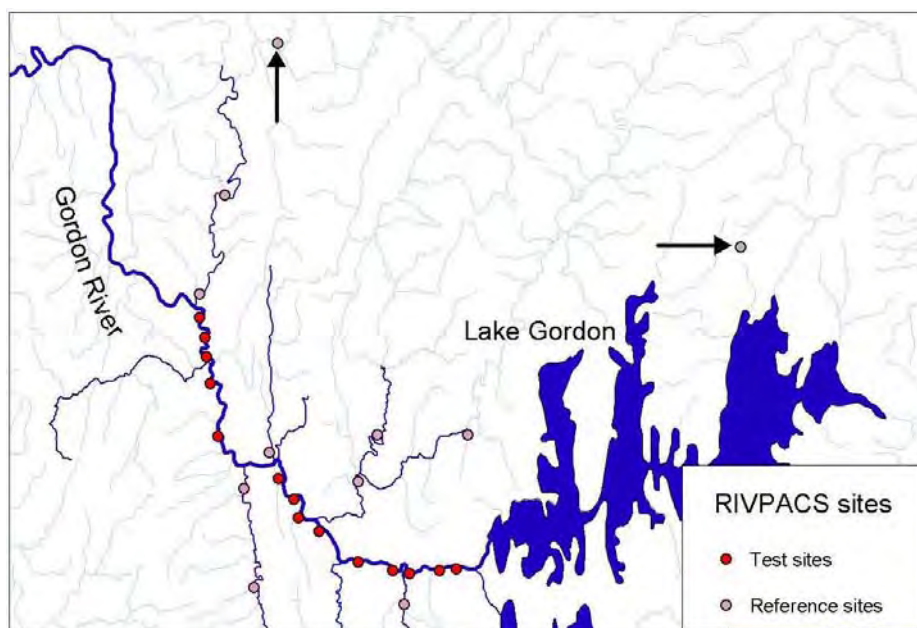 Gordon River
Lake Gordon
RIVPACS sites
Test sites
Reference sites